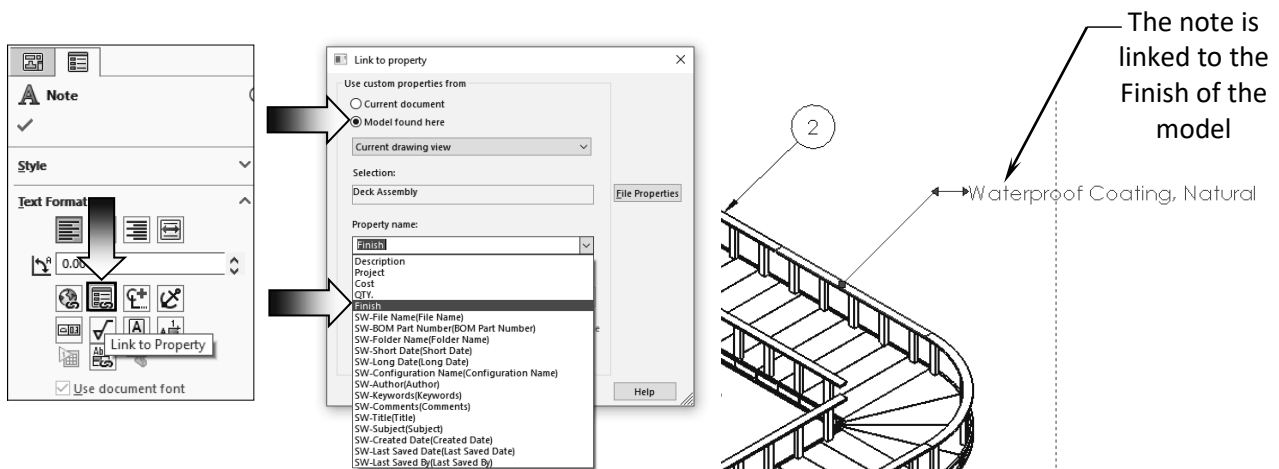 Note
Style
Text Format
0.00
Link to Property
Use document font
Link to property
Use custom properties from
Current document
Model found here
Current drawing view
Selection:
Deck Assembly
File Properties
Property name:
Finish
Description
Project
Cost
QTY.
Finish
SW-File Name(File Name)
SW-BOM Part Number(BOM Part Number)
SW-Folder Name(Folder Name)
SW-Short Date(Short Date)
SW-Long Date(Long Date)
SW-Configuration Name(Configuration Name)
SW-Author(Author)
SW-Keywords(Keywords)
SW-Comments(Comments)
SW-Title(Title)
SW-Subject(Subject)
SW-Created Date(Created Date)
SW-Last Saved Date(Last Saved Date)
SW-Last Saved By(Last Saved By)
Help
The note is
linked to the
Finish of the
model
2
Waterproof Coating, Natural